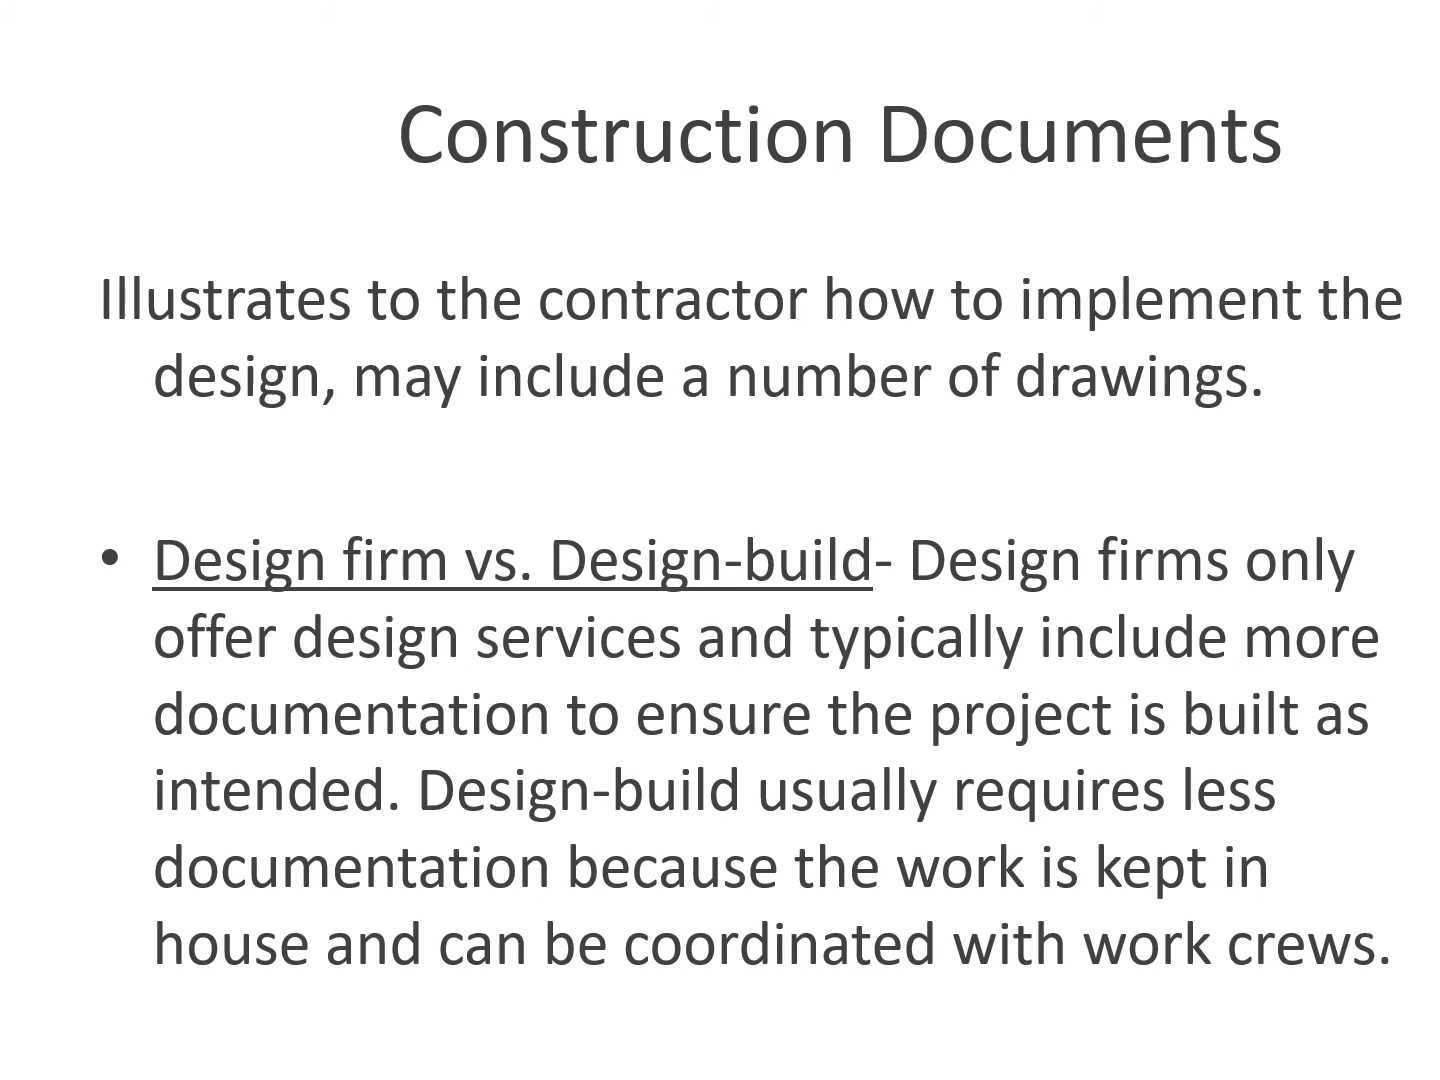 Construction Documents
Illustrates to the contractor how to implement the
design, may include a number of drawings.
• Design firm vs. Design-build- Design firms only
offer design services and typically include more
documentation to ensure the project is built as
intended. Design-build usually requires less
documentation because the work is kept in
house and can be coordinated with work crews.